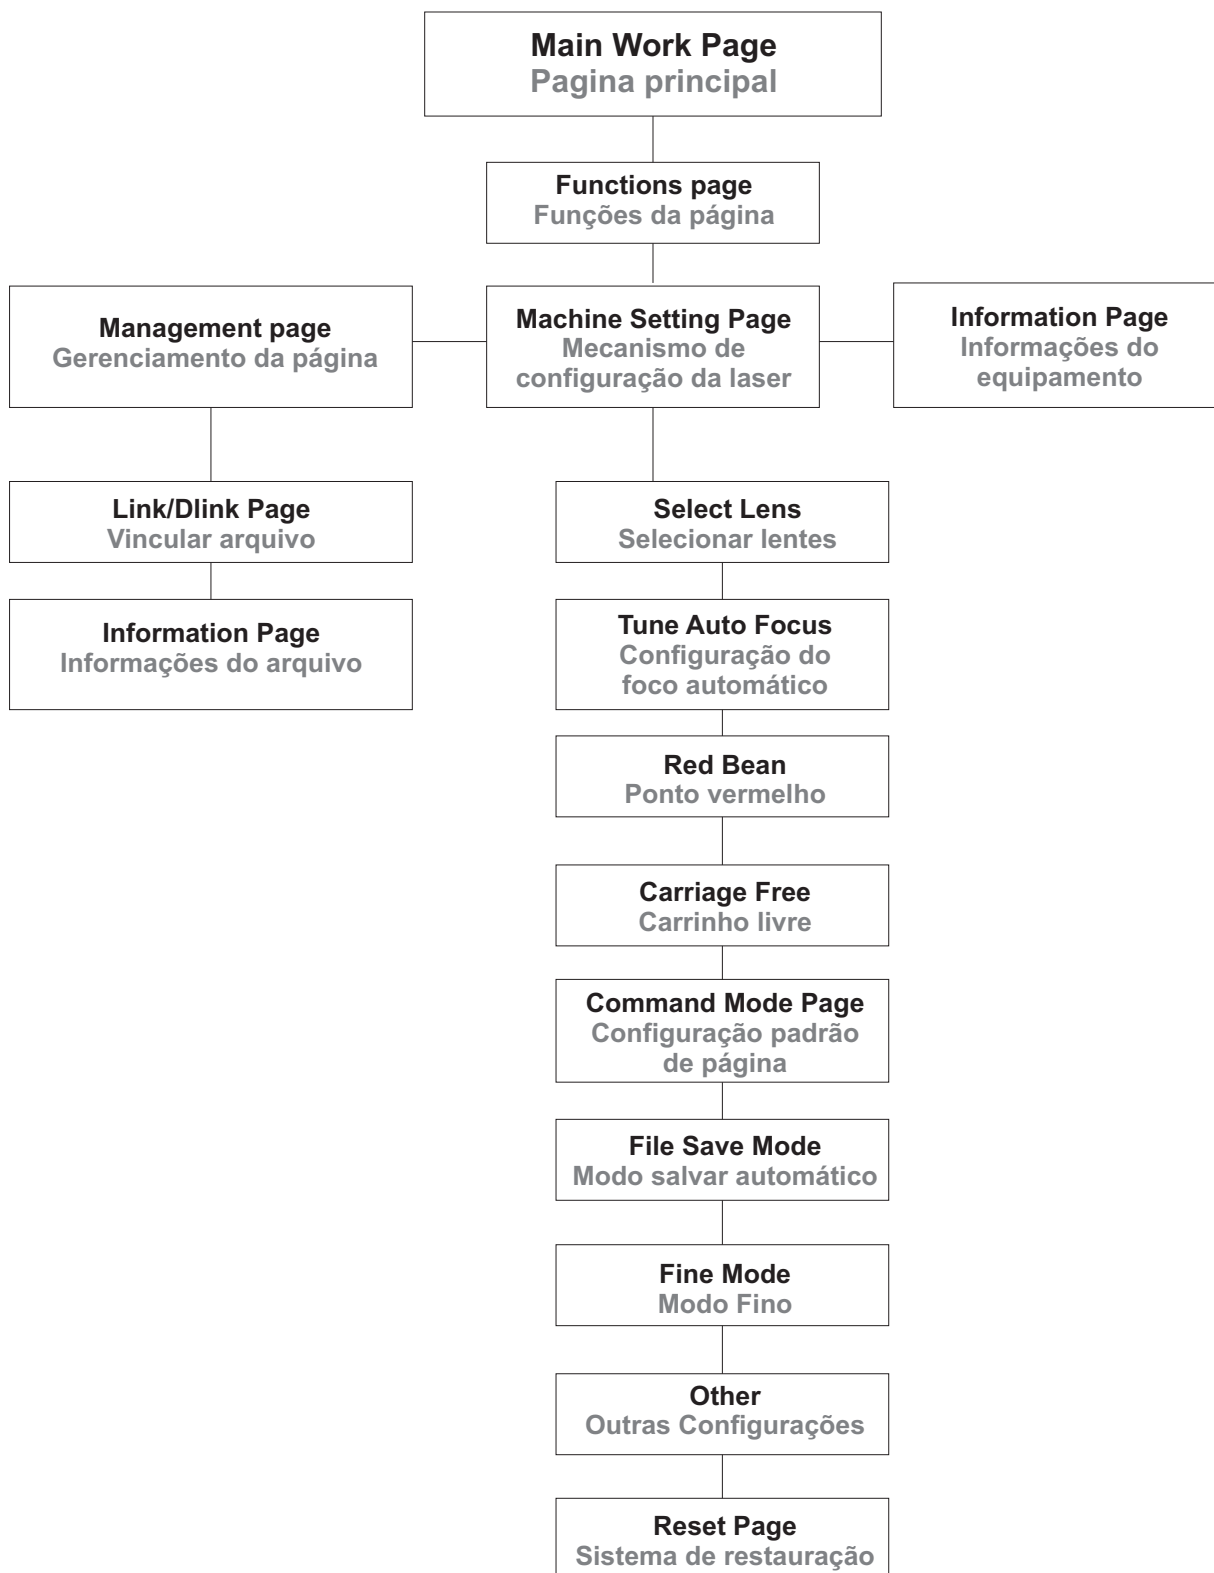 Main Work Page
Pagina principal
Functions page
Funções da página
Management page
Gerenciamento da página
Machine Setting Page
Mecanismo de
configuração da laser
Information Page
Informações do
equipamento
Link/Dlink Page
Vincular arquivo
Information Page
Informações do arquivo
Select Lens
Selecionar lentes
Tune Auto Focus
Configuração do
foco automático
Red Bean
Ponto vermelho
Carriage Free
Carrinho livre
Command Mode Page
Configuração padrão
de página
File Save Mode
Modo salvar automático
Fine Mode
Modo Fino
Other
Outras Configurações
Reset Page
Sistema de restauração